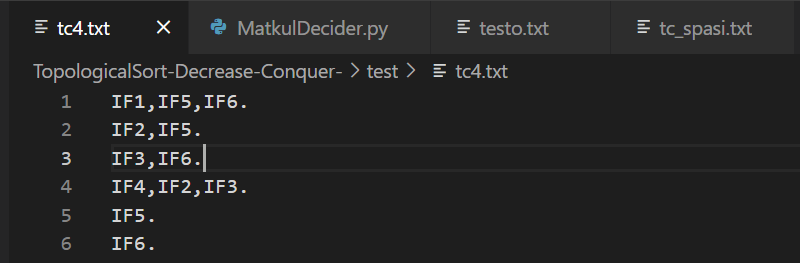 tc4.txt
MatkulDecider.py
testo.txt
tc_spasi.txt
TopologicalSort-Decrease-Conquer- > test > tc4.txt
1 IF1,IF5,IF6.
2 IF2,IF5.
3 IF3,IF6.
4 IF4,IF2,IF3.
5 IF5.
6 IF6.